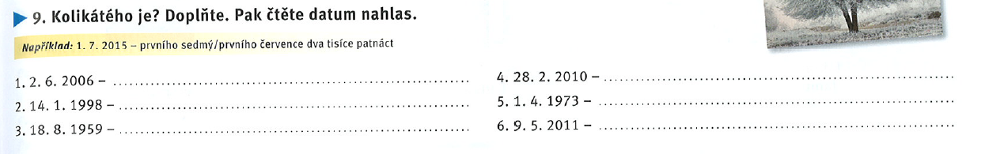 9. Kolikátého je? Doplňte. Pak čtěte datum nahlas.
Například: 1. 7. 2015 – prvního sedmý/prvního července dva tisíce patnáct
1. 2. 6. 2006 – ................................................................
2. 14. 1. 1998 – ................................................................
3. 18. 8. 1959 – ................................................................
4. 28. 2. 2010 – ................................................................
5. 1. 4. 1973 – ................................................................
6. 9. 5. 2011 – ................................................................